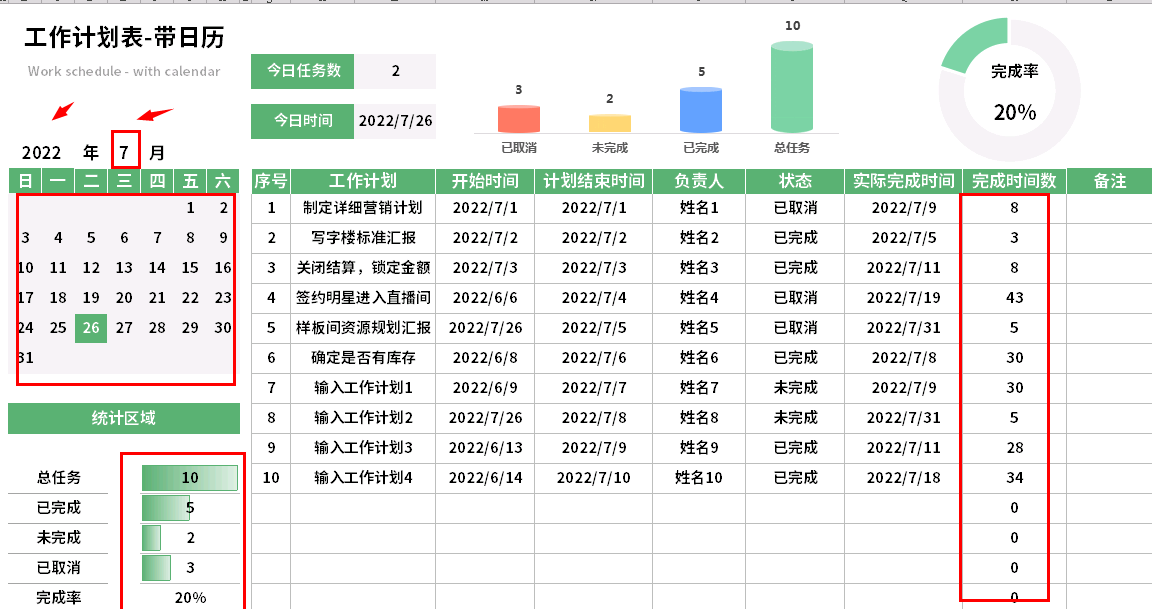 工作计划表-带日历
Work schedule - with calendar
今日任务数 2
今日时间 2022/7/26
3 2 5 10
已取消 未完成 已完成 总任务
完成率
20%
2022 年 7 月
日 一 二 三 四 五 六
1 2
3 4 5 6 7 8 9
10 11 12 13 14 15 16
17 18 19 20 21 22 23
24 25 26 27 28 29 30
31
统计区域
总任务 10
已完成 5
未完成 2
已取消 3
完成率 20%
序号 工作计划 开始时间 计划结束时间 负责人 状态 实际完成时间 完成时间数 备注
1 制定详细营销计划 2022/7/1 2022/7/1 姓名1 已取消 2022/7/9 8
2 写字楼标准汇报 2022/7/2 2022/7/2 姓名2 已完成 2022/7/5 3
3 关闭结算，锁定金额 2022/7/3 2022/7/3 姓名3 已完成 2022/7/11 8
4 签约明星进入直播间 2022/6/6 2022/7/4 姓名4 已取消 2022/7/19 43
5 样板间资源规划汇报 2022/7/26 2022/7/5 姓名5 已取消 2022/7/31 5
6 确定是否有库存 2022/6/8 2022/7/6 姓名6 已完成 2022/7/8 30
7 输入工作计划1 2022/6/9 2022/7/7 姓名7 未完成 2022/7/9 30
8 输入工作计划2 2022/7/26 2022/7/8 姓名8 未完成 2022/7/31 5
9 输入工作计划3 2022/6/13 2022/7/9 姓名9 已完成 2022/7/11 28
10 输入工作计划4 2022/6/14 2022/7/10 姓名10 已完成 2022/7/18 34
0
0
0
0